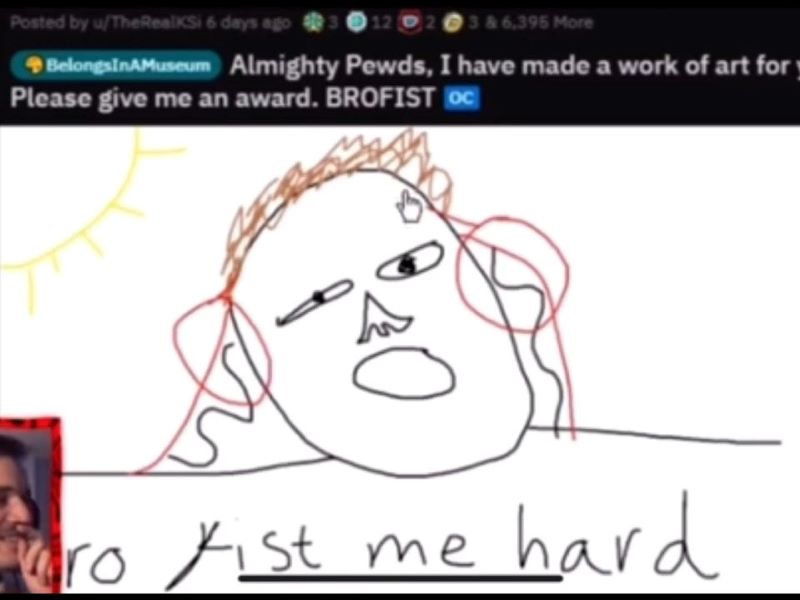 Posted by u/TheRealKSi 6 days ago 3 12 2 3 & 6,395 More
BelongsInAMuseum Almighty Pewds, I have made a work of art for y
Please give me an award. BROFIST OC
ro fist me hard